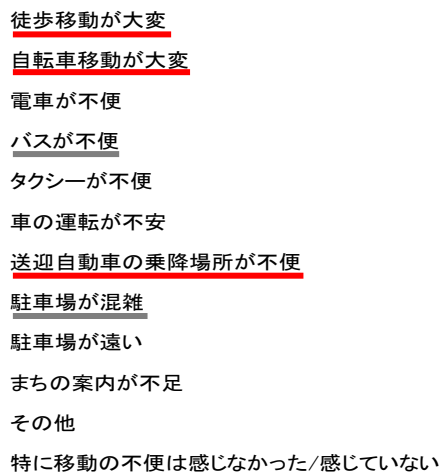 徒歩移動が大変
自転車移動が大変
電車が不便
バスが不便
タクシーが不便
車の運転が不安
送迎自動車の乗降場所が不便
駐車場が混雑
駐車場が遠い
まちの案内が不足
その他
特に移動の不便は感じなかった/感じていない